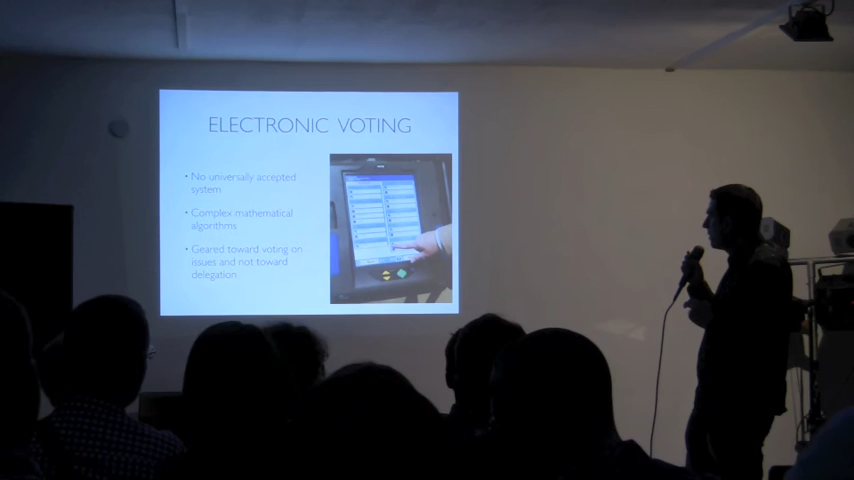 ELECTRONIC VOTING
• No universally accepted
system
• Complex mathematical
algorithms
• Geared toward voting on
issues and not toward
delegation